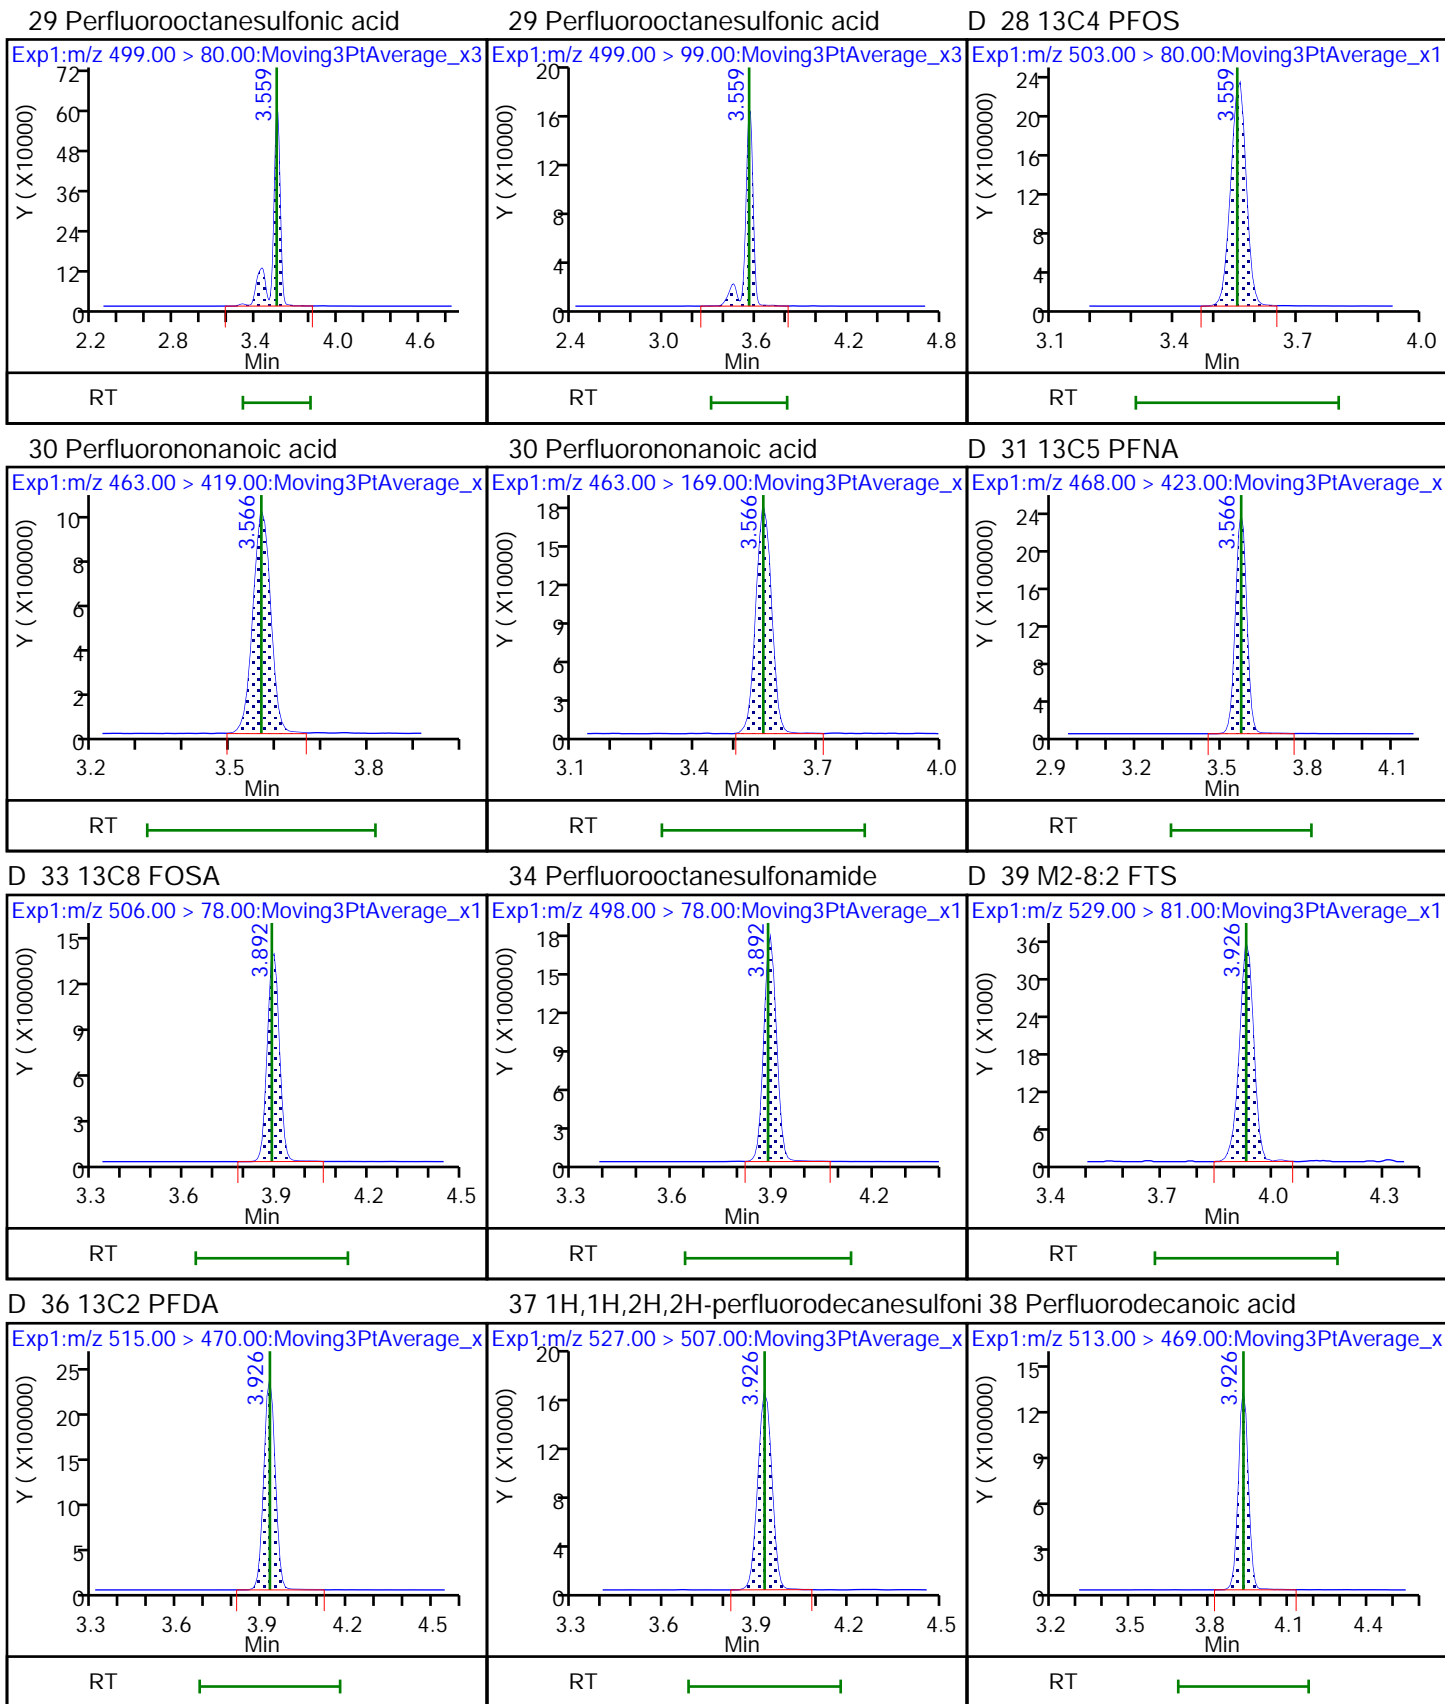 29 Perfluorooctanesulfonic acid
Exp1:m/z 499.00 > 80.00:Moving3PtAverage_x3
3.559
Y ( X100000)
72
60
48
36
24
12
0
2.2 2.8 3.4 4.0 4.6
Min
RT
29 Perfluorooctanesulfonic acid
Exp1:m/z 499.00 > 99.00:Moving3PtAverage_x3
3.559
Y ( X100000)
20
16
12
8
4
0
2.4 3.0 3.6 4.2 4.8
Min
RT
D 28 13C4 PFOS
Exp1:m/z 503.00 > 80.00:Moving3PtAverage_x1
3.559
Y ( X100000)
24
20
16
12
8
4
0
3.1 3.4 3.7 4.0
Min
RT
30 Perfluorononanoic acid
Exp1:m/z 463.00 > 419.00:Moving3PtAverage_x
3.566
Y ( X100000)
10
8
6
4
2
0
3.2 3.5 3.8
Min
RT
30 Perfluorononanoic acid
Exp1:m/z 463.00 > 169.00:Moving3PtAverage_x
3.566
Y ( X10000)
18
15
12
9
6
3
0
3.1 3.4 3.7 4.0
Min
RT
D 31 13C5 PFNA
Exp1:m/z 468.00 > 423.00:Moving3PtAverage_x
3.566
Y ( X100000)
24
20
16
12
8
4
0
2.9 3.2 3.5 3.8 4.1
Min
RT
D 33 13C8 FOSA
Exp1:m/z 506.00 > 78.00:Moving3PtAverage_x1
3.892
Y ( X100000)
15
12
9
6
3
0
3.3 3.6 3.9 4.2 4.5
Min
RT
34 Perfluorooctanesulfonamide
Exp1:m/z 498.00 > 78.00:Moving3PtAverage_x1
3.892
Y ( X100000)
18
15
12
9
6
3
0
3.3 3.6 3.9 4.2
Min
RT
D 39 M2-8:2 FTS
Exp1:m/z 529.00 > 81.00:Moving3PtAverage_x1
3.926
Y ( X1000)
36
30
24
18
12
6
0
3.4 3.7 4.0 4.3
Min
RT
D 36 13C2 PFDA
Exp1:m/z 515.00 > 470.00:Moving3PtAverage_x
3.926
Y ( X100000)
25
20
15
10
5
0
3.3 3.6 3.9 4.2 4.5
Min
RT
37 1H,1H,2H,2H-perfluorodecanesulfoni
Exp1:m/z 527.00 > 507.00:Moving3PtAverage_x
3.926
Y ( X100000)
20
16
12
8
4
0
3.3 3.6 3.9 4.2 4.5
Min
RT
38 Perfluorodecanoic acid
Exp1:m/z 513.00 > 469.00:Moving3PtAverage_x
3.926
Y ( X100000)
15
12
9
6
3
0
3.2 3.5 3.8 4.1 4.4
Min
RT